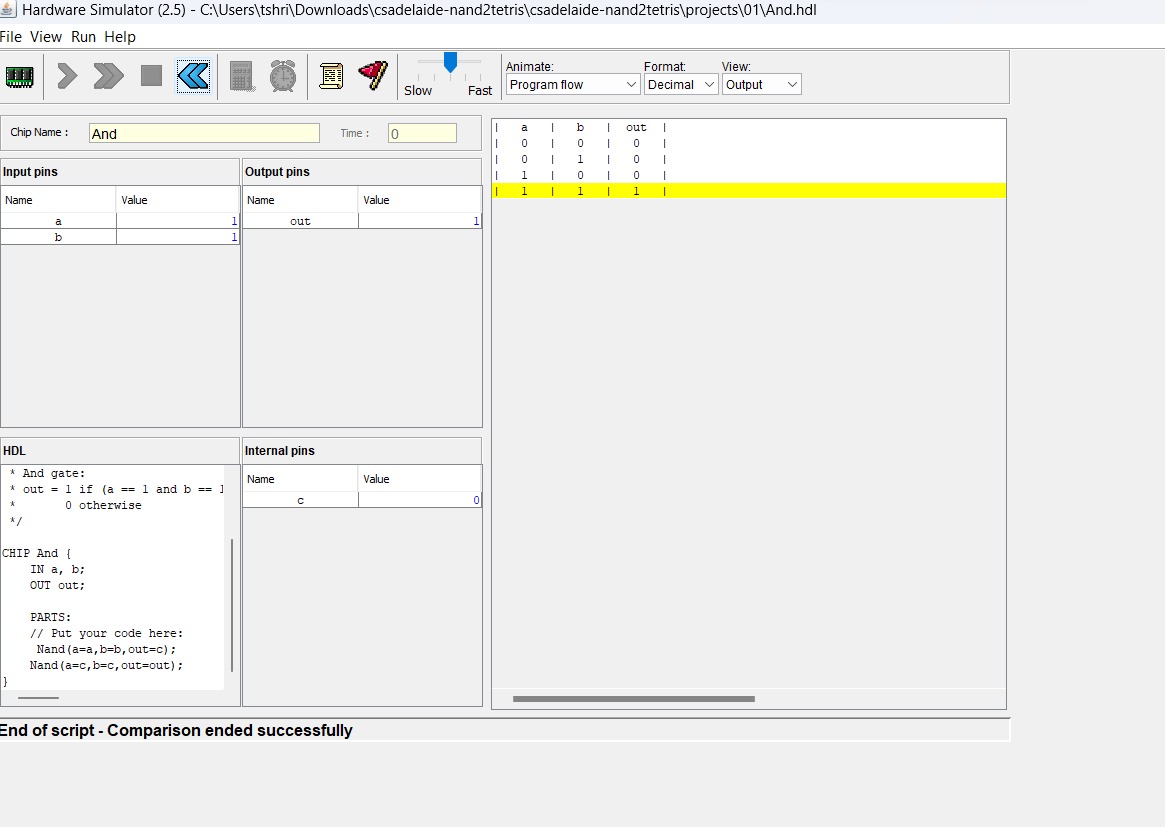 Hardware Simulator (2.5) - C:\Users\tshri\Downloads\csadelaide-nand2tetris\csadelaide-nand2tetris\projects\01\And.hdl
File View Run Help
Slow Fast
Animate: Format: View:
Program flow Decimal Output
Chip Name : And Time : 0
Input pins
Name Value
a 1
b 1
Output pins
Name Value
out 1
HDL
* And gate:
* out = 1 if (a == 1 and b == 1
* 0 otherwise
*/
CHIP And {
IN a, b;
OUT out;
PARTS:
// Put your code here:
Nand(a=a,b=b,out=c);
Nand(a=c,b=c,out=out);
}
Internal pins
Name Value
c 0
| a | b | out |
| 0 | 0 | 0 |
| 0 | 1 | 0 |
| 1 | 0 | 0 |
| 1 | 1 | 1 |
End of script - Comparison ended successfully